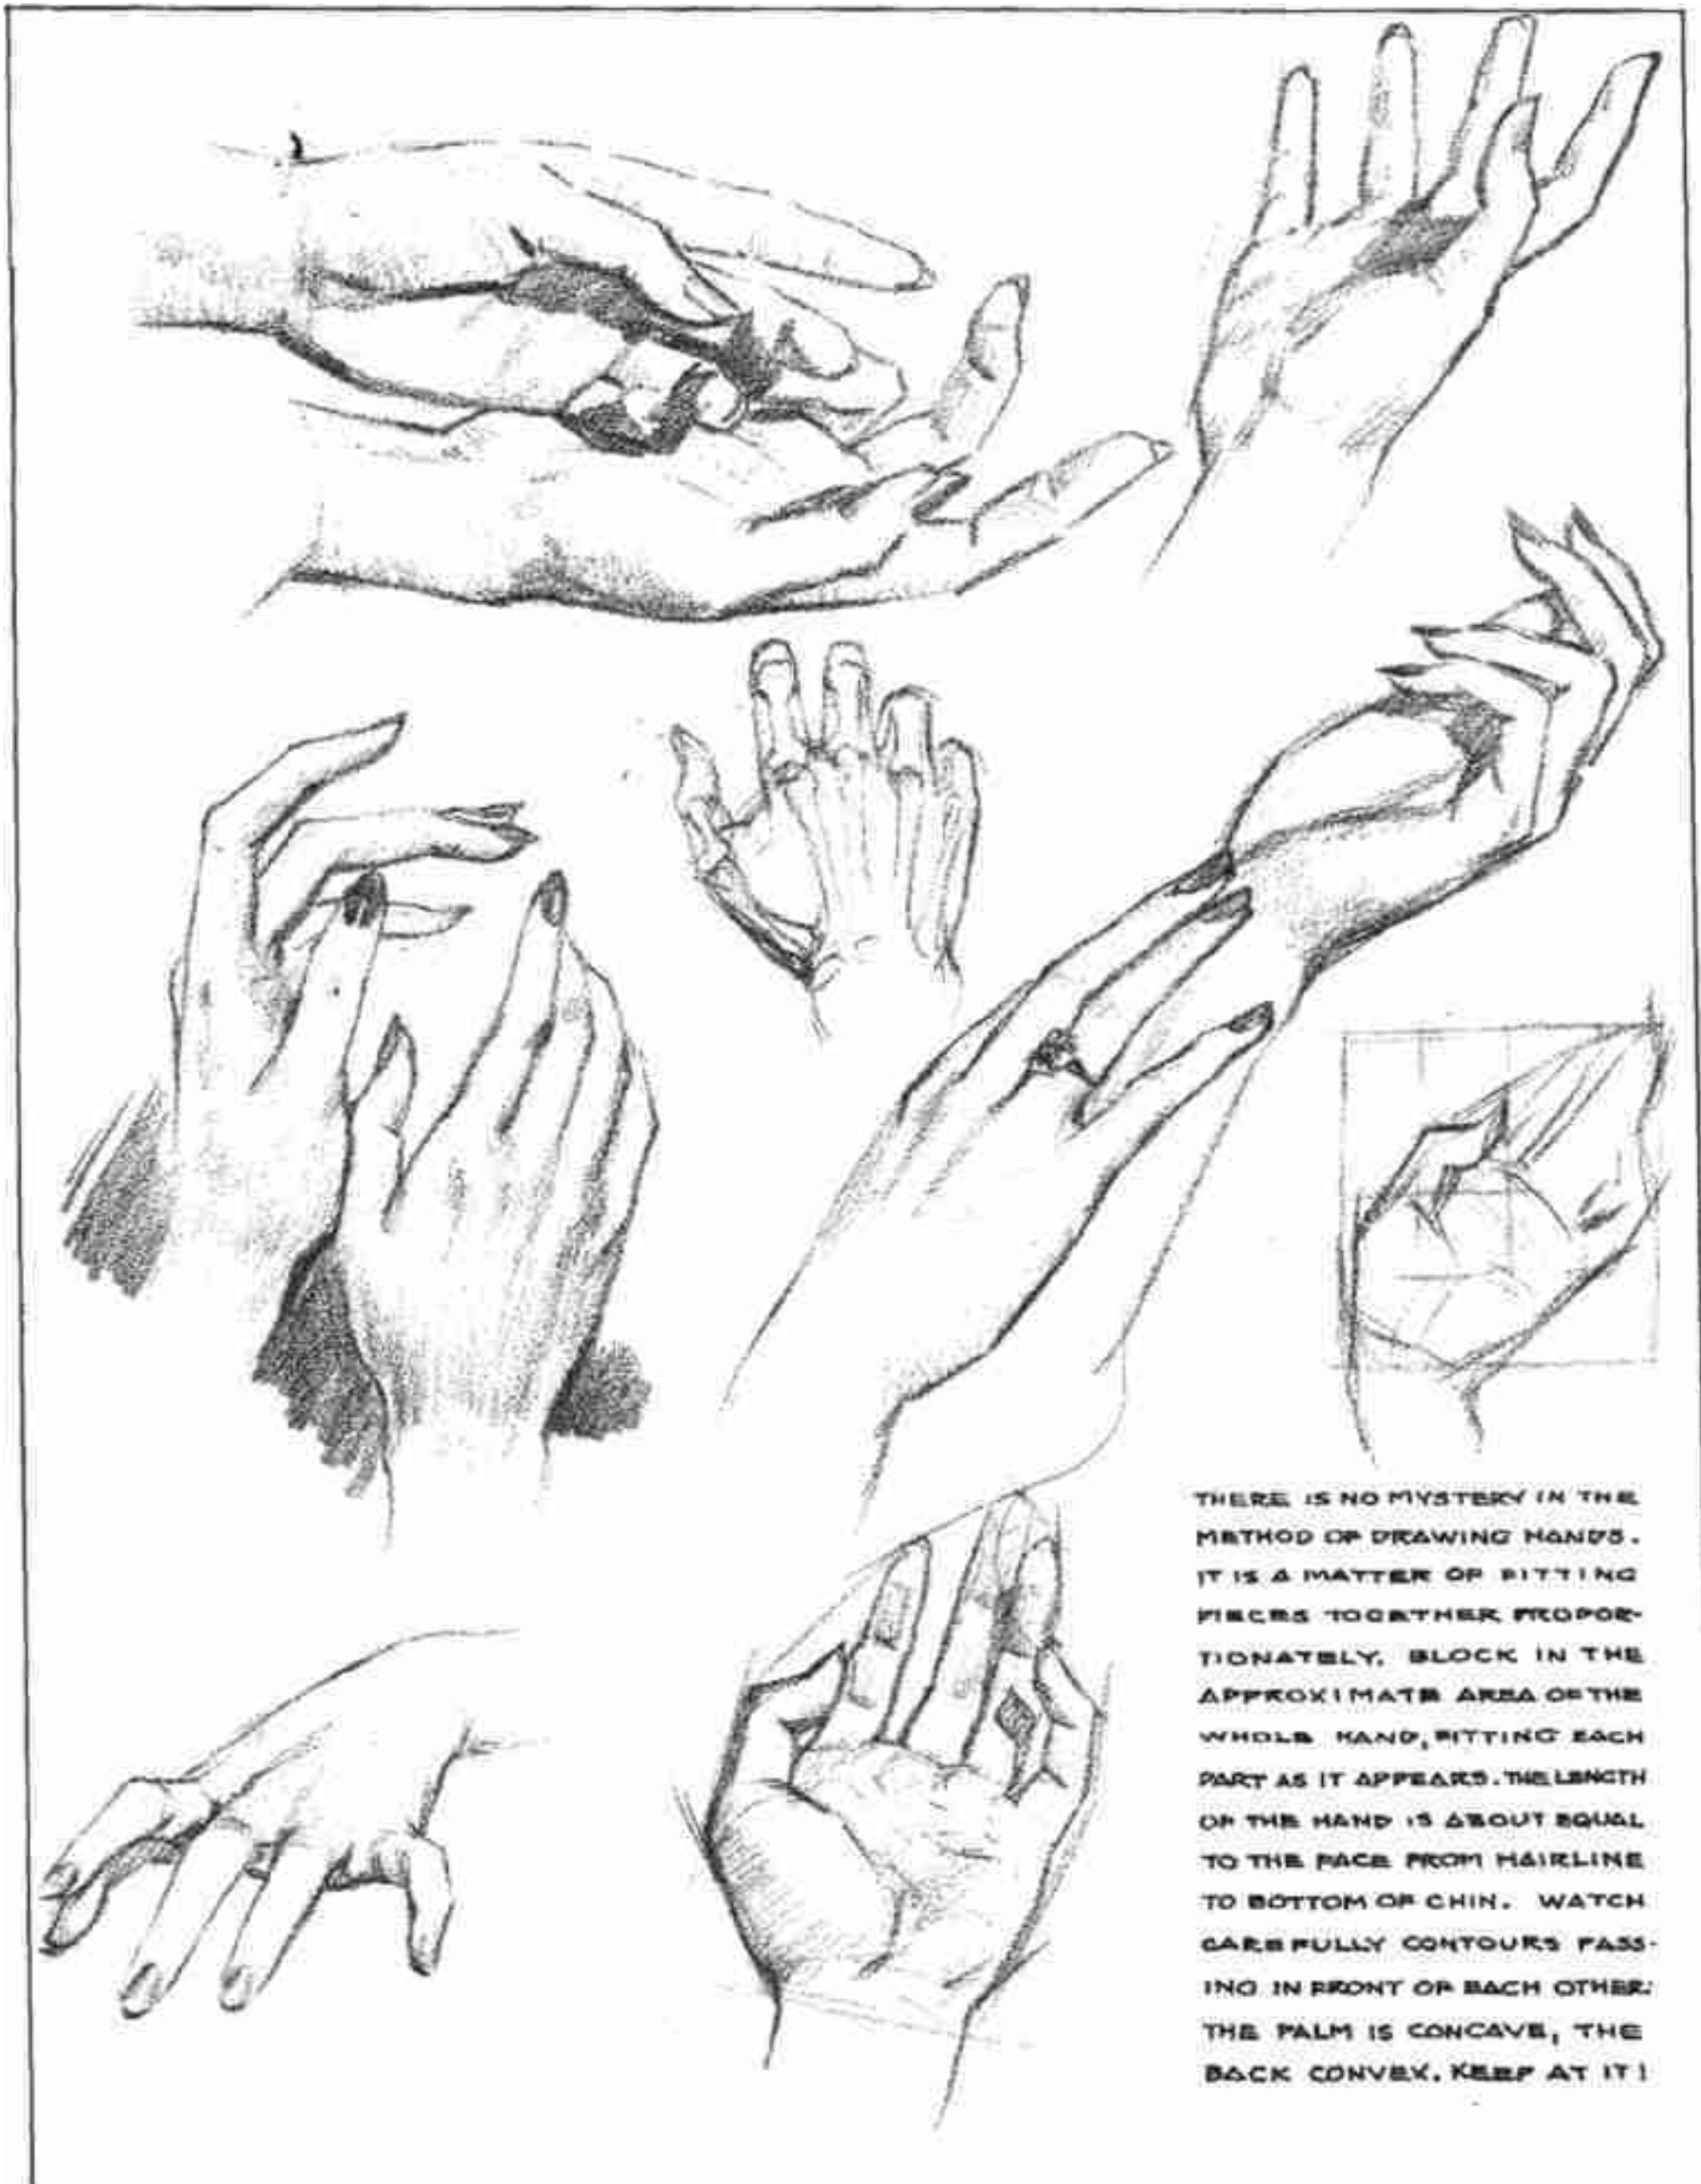 THERE IS NO MYSTERY IN THE
METHOD OF DRAWING HANDS.
IT IS A MATTER OF FITTING
PIECES TOGETHER PROPOR-
TIONATELY. BLOCK IN THE
APPROXIMATE AREA OF THE
WHOLE HAND, FITTING EACH
PART AS IT APPEARS. THE LENGTH
OF THE HAND IS ABOUT EQUAL
TO THE FACE FROM HAIRLINE
TO BOTTOM OF CHIN. WATCH
CAREFULLY CONTOURS PASS-
ING IN FRONT OF EACH OTHER.
THE PALM IS CONCAVE, THE
BACK CONVEX. KEEP AT IT!